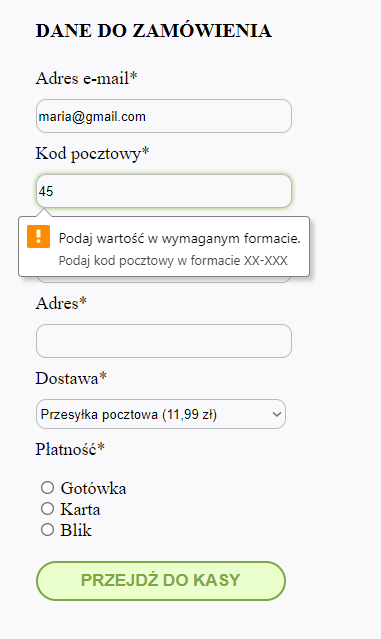 DANE DO ZAMÓWIENIA
Adres e-mail*
maria@gmail.com
Kod pocztowy*
45
Podaj wartość w wymaganym formacie.
Podaj kod pocztowy w formacie XX-XXX
Adres*
Dostawa*
Przesyłka pocztowa (11,99 zł)
Płatność*
Gotówka
Karta
Blik
PRZEJDŹ DO KASY